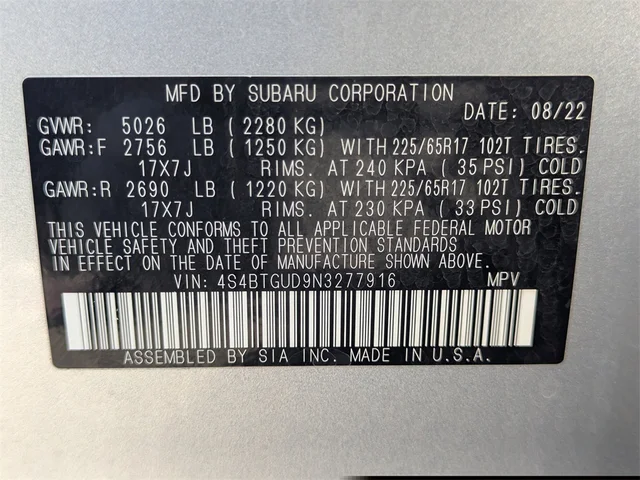 MFD BY SUBARU CORPORATION
DATE: 08/22
GVWR: 5026 LB (2280 KG)
GAWR:F 2756 LB (1250 KG) WITH 225/65R17 102T TIRES.
17X7J RIMS. AT 240 KPA (35 PSI) COLD
GAWR:R 2690 LB (1220 KG) WITH 225/65R17 102T TIRES.
17X7J RIMS. AT 230 KPA (33 PSI) COLD
THIS VEHICLE CONFORMS TO ALL APPLICABLE FEDERAL MOTOR
VEHICLE SAFETY AND THEFT PREVENTION STANDARDS
IN EFFECT ON THE DATE OF MANUFACTURE SHOWN ABOVE.
VIN: 4S4BTGUD9N3277916 MPV
ASSEMBLED BY SIA INC. MADE IN U.S.A.